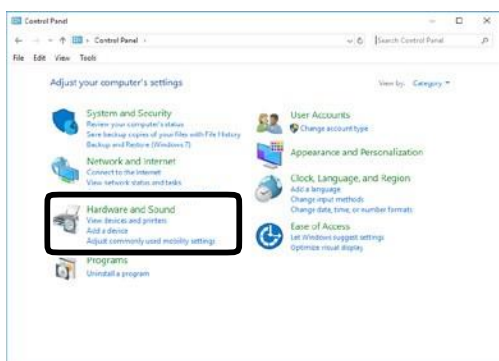 Control Panel
Control Panel
Search Control Panel
File Edit View Tools
Adjust your computer's settings
View by: Category
System and Security
Review your computer's status
Save backup copies of your files with File History
Backup and Restore (Windows 7)
Network and Internet
Connect to the Internet
View network status and tasks
Hardware and Sound
View devices and printers
Add a device
Adjust commonly used mobility settings
Programs
Uninstall a program
User Accounts
Change account type
Appearance and Personalization
Clock, Language, and Region
Add a language
Change input methods
Change date, time, or number formats
Ease of Access
Let Windows suggest settings
Optimize visual display